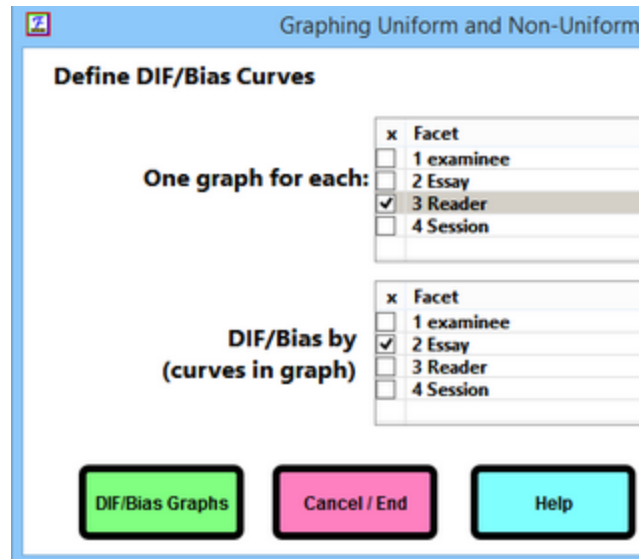 Graphing Uniform and Non-Uniform
Define DIF/Bias Curves
x Facet
1 examinee
One graph for each:
2 Essay
3 Reader
4 Session
x Facet
1 examinee
DIF/Bias by
2 Essay
(curves in graph)
3 Reader
4 Session
DIF/Bias Graphs
Cancel / End
Help